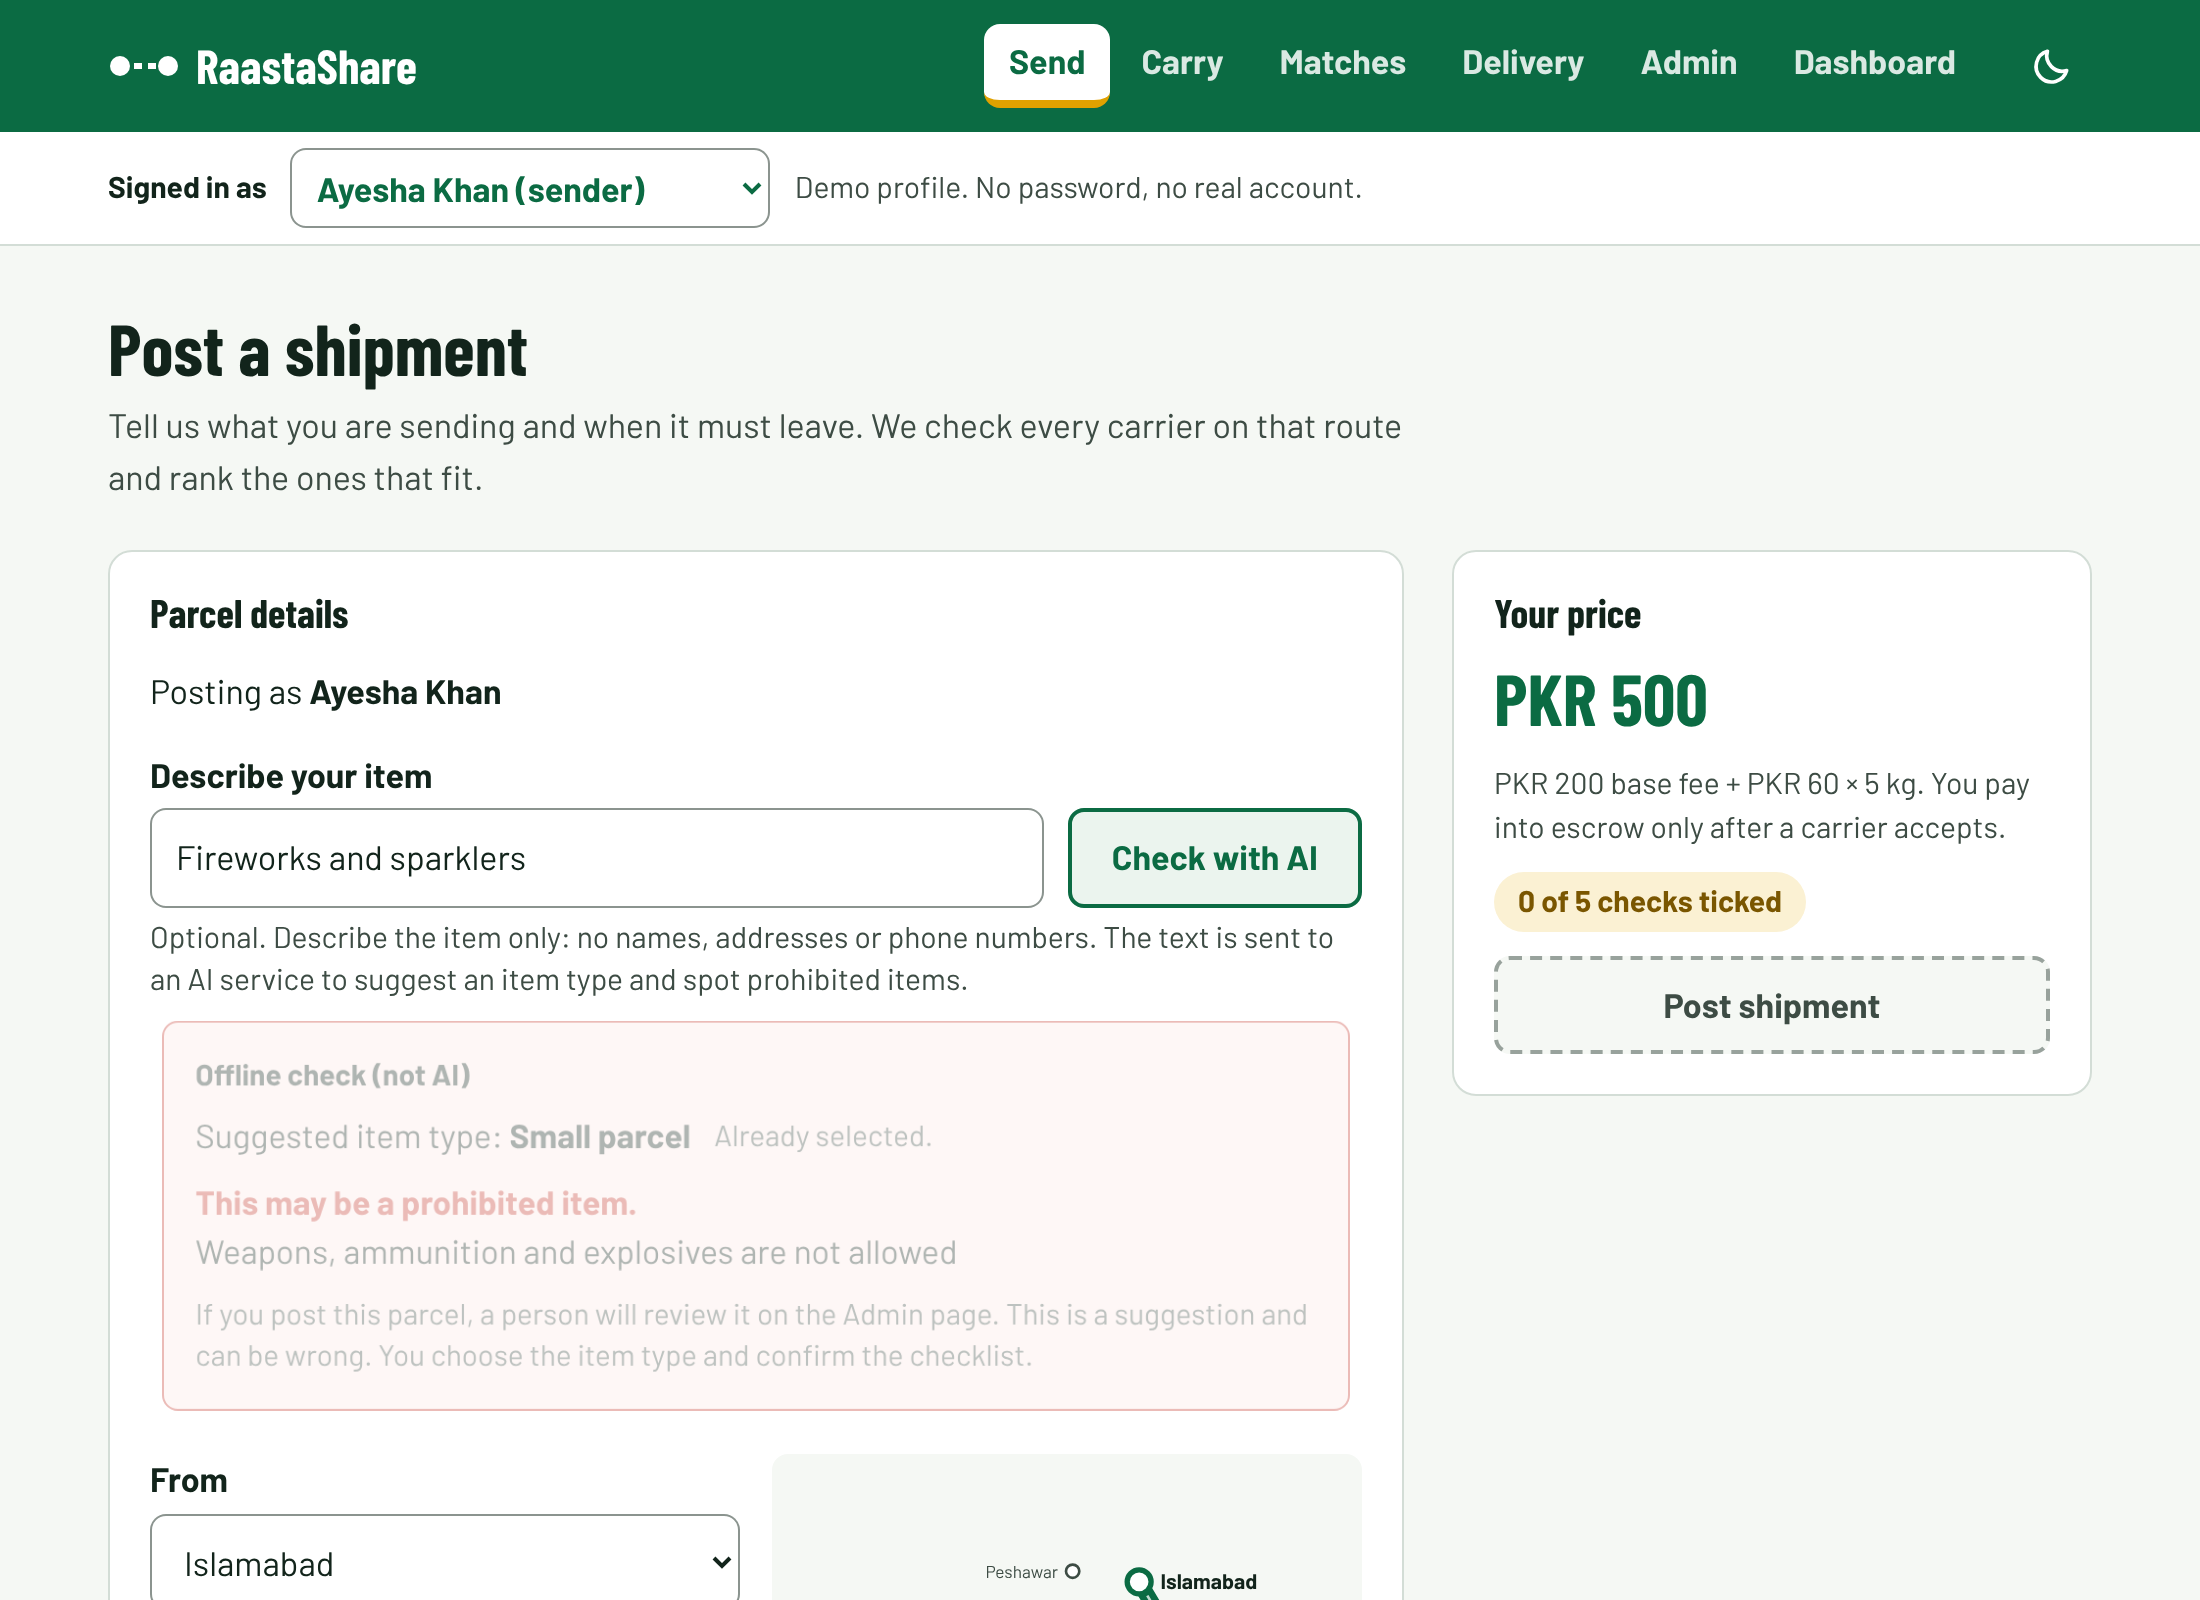 RaastaShare
Send
Carry
Matches
Delivery
Admin
Dashboard
Signed in as
Ayesha Khan (sender)
Demo profile. No password, no real account.
Post a shipment
Tell us what you are sending and when it must leave. We check every carrier on that route
and rank the ones that fit.
Parcel details
Posting as Ayesha Khan
Describe your item
Fireworks and sparklers
Check with AI
Optional. Describe the item only: no names, addresses or phone numbers. The text is sent to
an AI service to suggest an item type and spot prohibited items.
Offline check (not AI)
Suggested item type: Small parcel Already selected.
This may be a prohibited item.
Weapons, ammunition and explosives are not allowed
If you post this parcel, a person will review it on the Admin page. This is a suggestion and
can be wrong. You choose the item type and confirm the checklist.
From
Islamabad
Peshawar
Islamabad
Your price
PKR 500
PKR 200 base fee + PKR 60 × 5 kg. You pay
into escrow only after a carrier accepts.
0 of 5 checks ticked
Post shipment